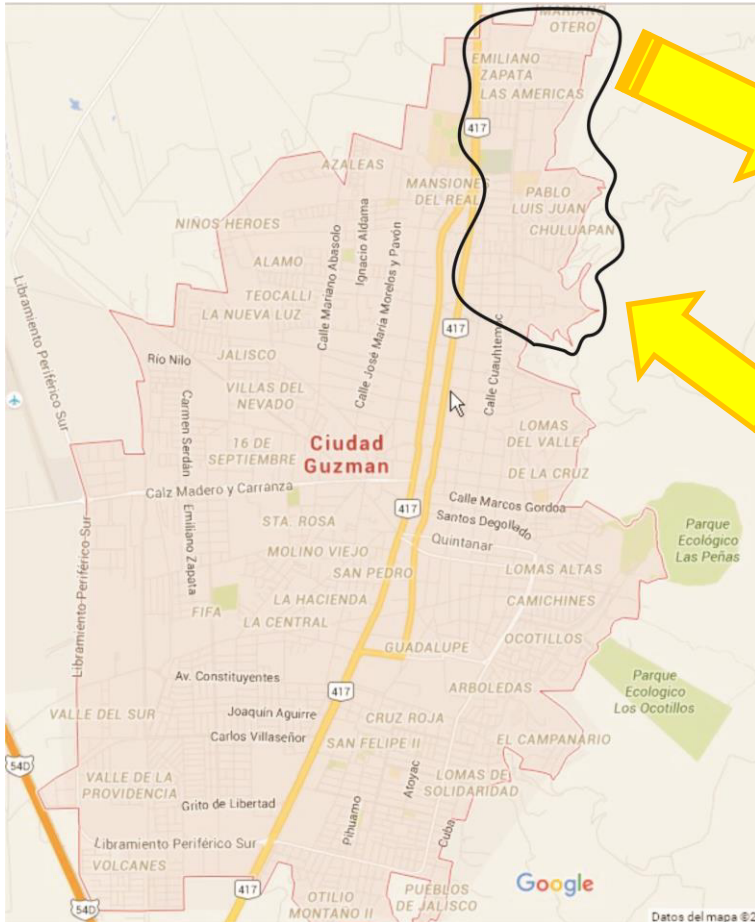 MARIANO
OTERO
EMILIANO
ZAPATA
LAS AMERICAS
417
AZALEAS
MANSIONES
DEL REAL
PABLO
LUIS JUAN
CHULUAPAN
NIÑOS HEROES
Calle Mariano Abasolo
Ignacio Aldama
Calle José María Morelos y Pavón
ALAMO
TEOCALLI
LA NUEVA LUZ
Libramiento Periférico Sur
417
Calle Cuauhtemoc
Río Nilo
JALISCO
VILLAS DEL
NEVADO
Carmen Serdán
16 DE
SEPTIEMBRE
Ciudad
Guzman
LOMAS
DEL VALLE
DE LA CRUZ
Calz Madero y Carranza
Emiliano Zapata
417
Calle Marcos Gordoa
Santos Degollado
Quintanar
STA. ROSA
MOLINO VIEJO
SAN PEDRO
Parque
Ecológico
Las Peñas
LOMAS ALTAS
CAMICHINES
LA HACIENDA
FIFA
LA CENTRAL
OCOTILLOS
GUADALUPE
Libramiento Periférico Sur
Av. Constituyentes
417
ARBOLEDAS
Parque
Ecologico
Los Ocotillos
VALLE DEL SUR
Joaquín Aguirre
CRUZ ROJA
Carlos Villaseñor
SAN FELIPE II
EL CAMPANARIO
54D
VALLE DE LA
PROVIDENCIA
Atoyac
LOMAS DE
SOLIDARIDAD
Grito de Libertad
Pihuamo
Cuba
Libramiento Periférico Sur
VOLCANES
417
54D
OTILIO
MONTAÑO II
PUEBLOS
DE JALISCO
Google
Datos del mapa ©2